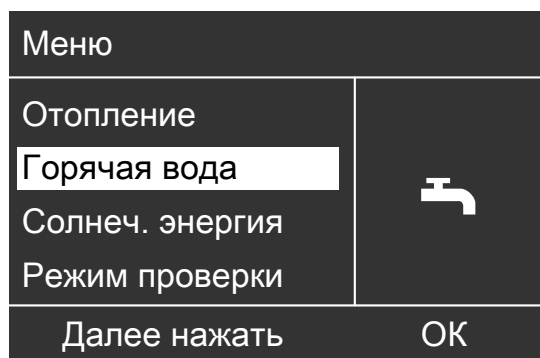 Меню
Отопление
Горячая вода
Солнеч. энергия
Режим проверки
Далее нажать OK